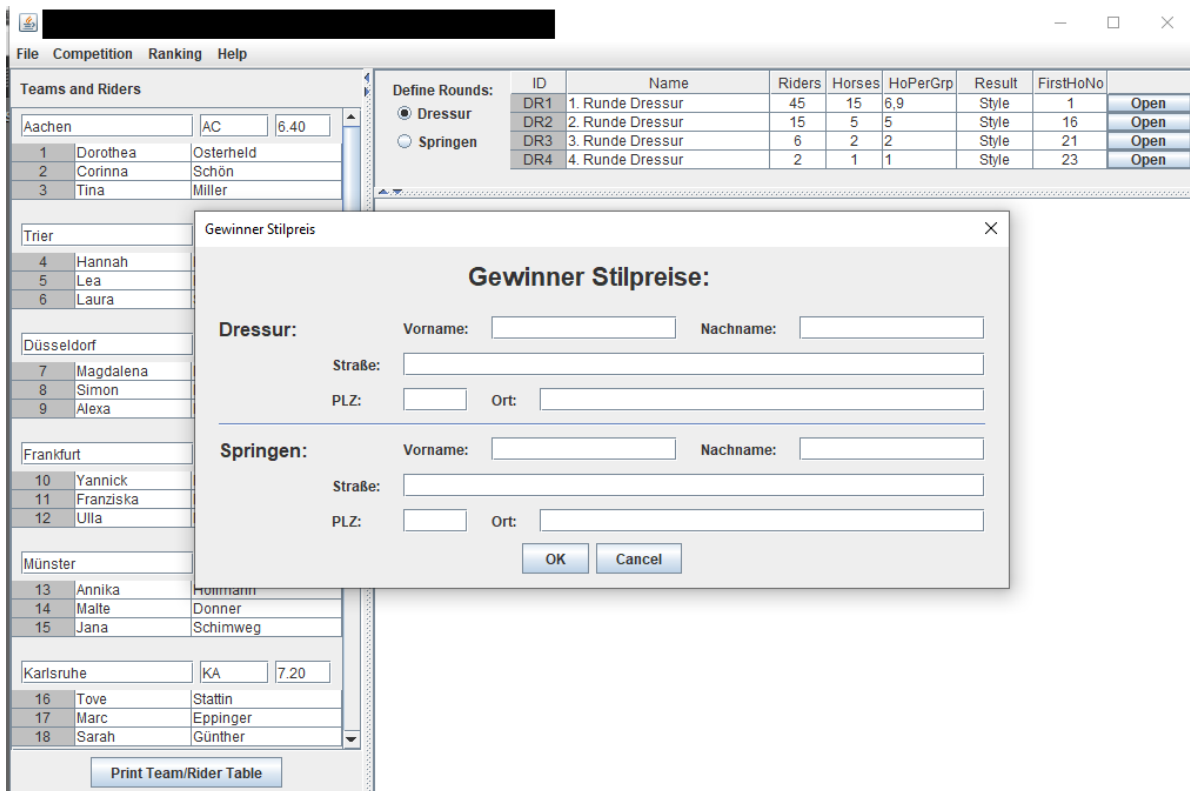 File Competition Ranking Help
Teams and Riders
Aachen AC 6.40
1 Dorothea Osterheld
2 Corinna Schön
3 Tina Miller
Trier
4 Hannah
5 Lea
6 Laura
Düsseldorf
7 Magdalena
8 Simon
9 Alexa
Frankfurt
10 Yannick
11 Franziska
12 Ulla
Münster
13 Annika Hollmann
14 Malte Donner
15 Jana Schimweg
Karlsruhe KA 7.20
16 Tove Stattin
17 Marc Eppinger
18 Sarah Günther
Print Team/Rider Table
Define Rounds:
Dressur
Springen
ID Name Riders Horses HoPerGrp Result FirstHoNo
DR1 1. Runde Dressur 45 15 6,9 Style 1 Open
DR2 2. Runde Dressur 15 5 5 Style 16 Open
DR3 3. Runde Dressur 6 2 2 Style 21 Open
DR4 4. Runde Dressur 2 1 1 Style 23 Open
Gewinner Stilpreis
Gewinner Stilpreise:
Dressur: Vorname: Nachname:
Straße:
PLZ: Ort:
Springen: Vorname: Nachname:
Straße:
PLZ: Ort:
OK Cancel